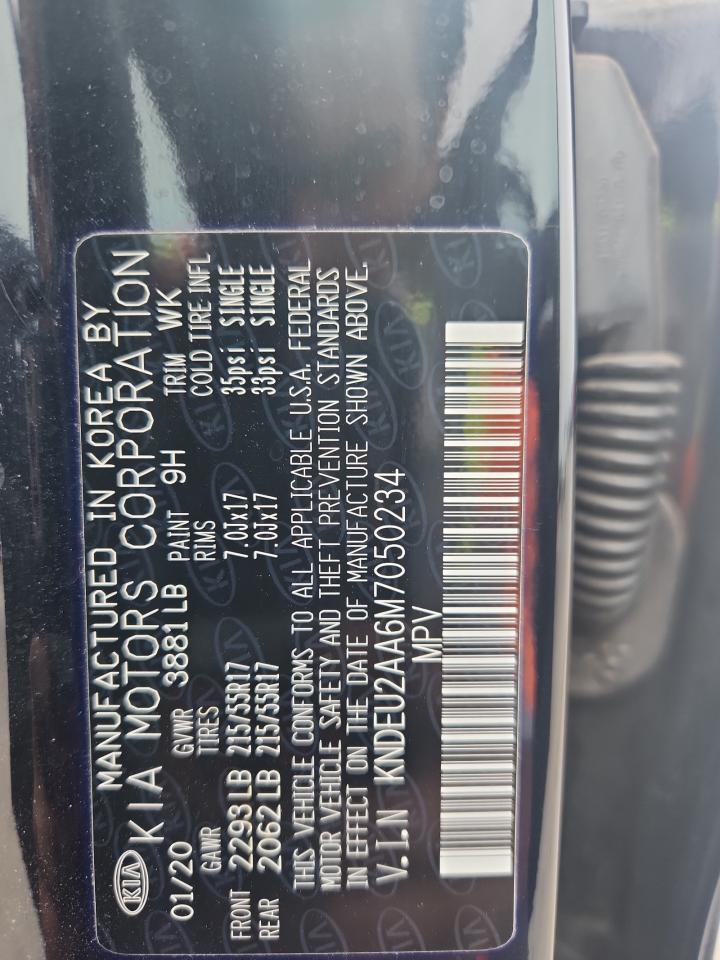 MANUFACTURED IN KOREA BY
KIA KIA MOTORS CORPORATION
01/20 GVWR 3881 LB PAINT 9H TRIM WK
GAWR TIRES RIMS COLD TIRE INFL
FRONT 2293 LB 215/55R17 7.0Jx17 35psi SINGLE
REAR 2062 LB 215/55R17 7.0Jx17 33psi SINGLE
THIS VEHICLE CONFORMS TO ALL APPLICABLE U.S.A. FEDERAL
MOTOR VEHICLE SAFETY AND THEFT PREVENTION STANDARDS
IN EFFECT ON THE DATE OF MANUFACTURE SHOWN ABOVE.
V.I.N KNDEU2AA6M7050234
MPV